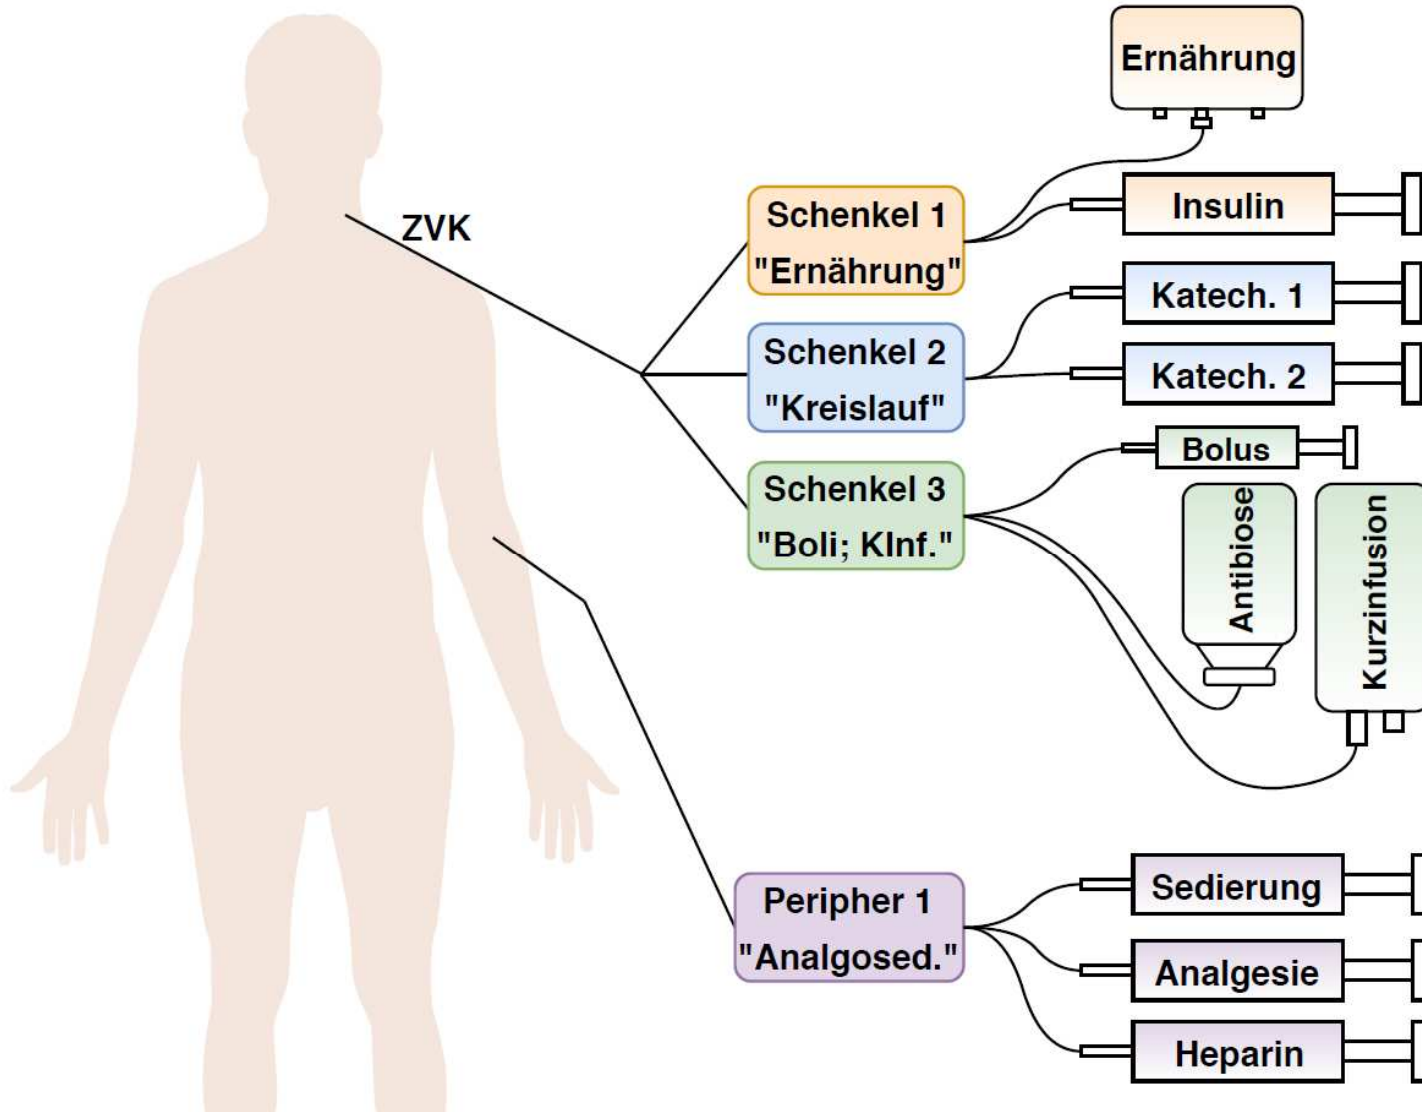 Ernährung
ZVK
Schenkel 1
"Ernährung"
Insulin
Schenkel 2
"Kreislauf"
Katech. 1
Katech. 2
Schenkel 3
"Boli; KInf."
Bolus
Antibiose
Kurzinfusion
Peripher 1
"Analgosed."
Sedierung
Analgesie
Heparin